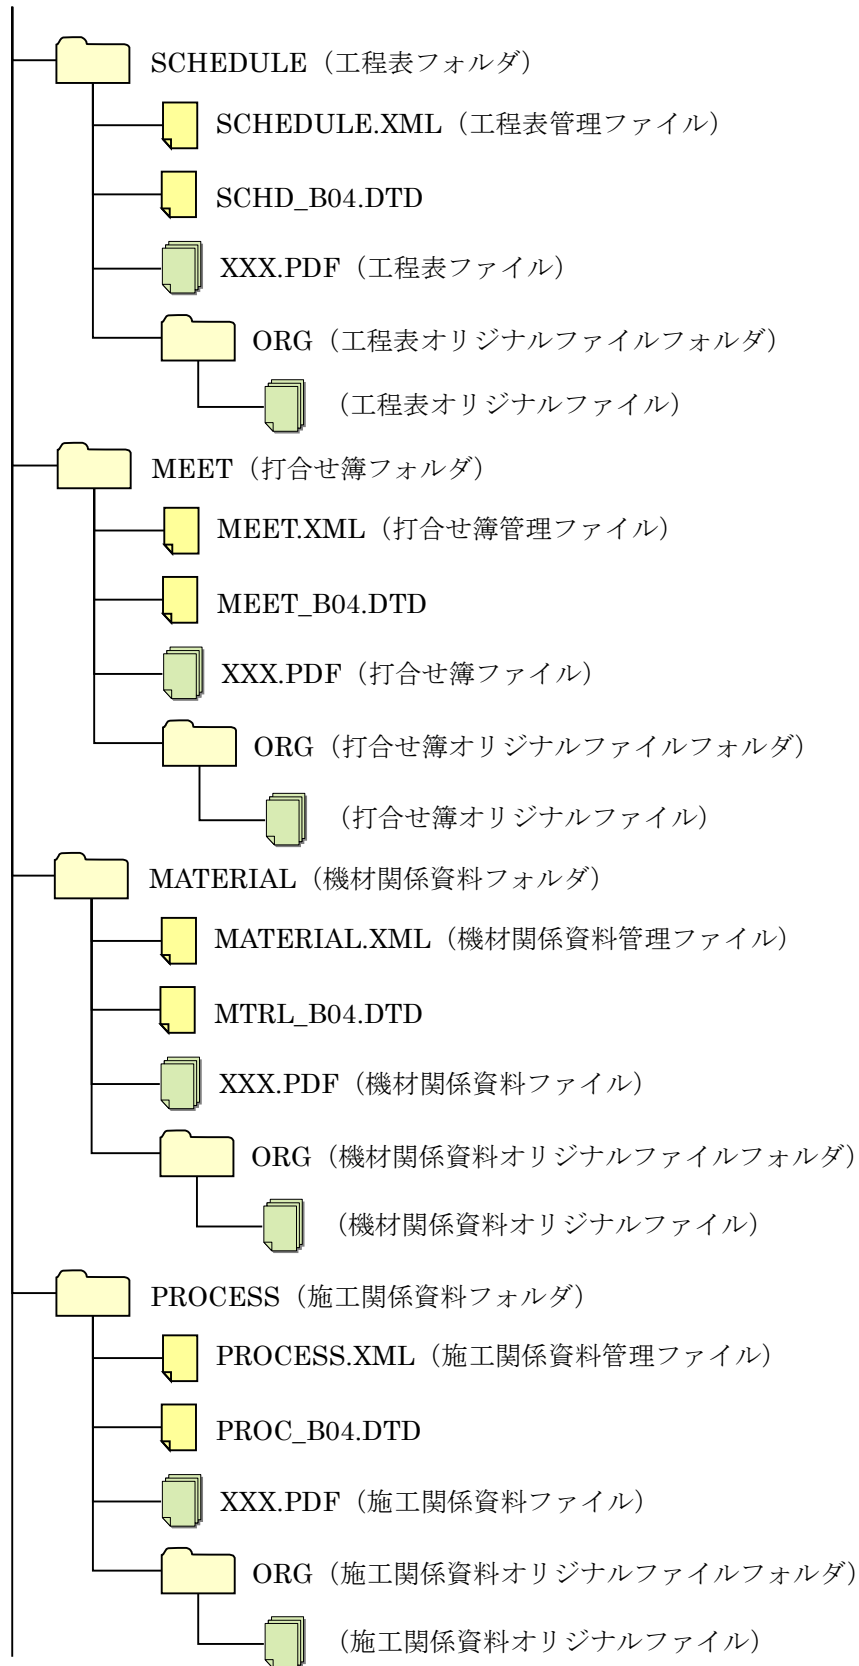 SCHEDULE（工程表フォルダ）
SCHEDULE.XML（工程表管理ファイル）
SCHD_B04.DTD
XXX.PDF（工程表ファイル）
ORG（工程表オリジナルファイルフォルダ）
（工程表オリジナルファイル）
MEET（打合せ簿フォルダ）
MEET.XML（打合せ簿管理ファイル）
MEET_B04.DTD
XXX.PDF（打合せ簿ファイル）
ORG（打合せ簿オリジナルファイルフォルダ）
（打合せ簿オリジナルファイル）
MATERIAL（機材関係資料フォルダ）
MATERIAL.XML（機材関係資料管理ファイル）
MTRL_B04.DTD
XXX.PDF（機材関係資料ファイル）
ORG（機材関係資料オリジナルファイルフォルダ）
（機材関係資料オリジナルファイル）
PROCESS（施工関係資料フォルダ）
PROCESS.XML（施工関係資料管理ファイル）
PROC_B04.DTD
XXX.PDF（施工関係資料ファイル）
ORG（施工関係資料オリジナルファイルフォルダ）
（施工関係資料オリジナルファイル）